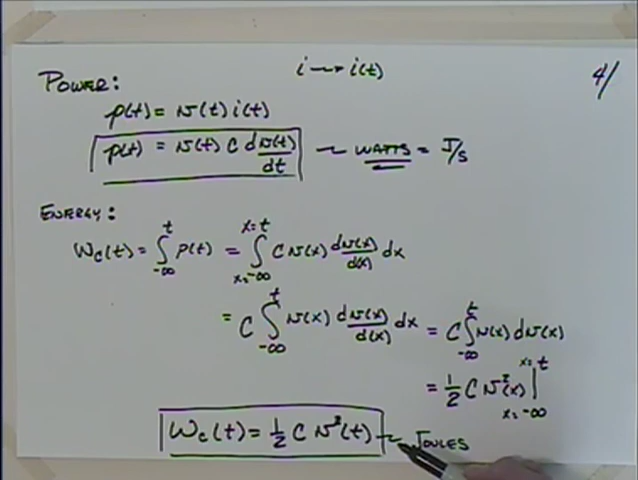 i → i(t)
4/
POWER:
p(t) = v(t) i(t)
p(t) = v(t) C dv(t)/dt ~ WATTS = J/s
ENERGY:
Wc(t) = ∫_{-∞}^{t} p(t) = ∫_{x=-∞}^{x=t} C v(x) dv(x)/d(x) dx
= C ∫_{-∞}^{t} v(x) dv(x)/d(x) dx = C ∫_{-∞}^{t} v(x) dv(x)
= 1/2 C v²(x) |_{x=-∞}^{x=t}
Wc(t) = 1/2 C v²(t) ~ JOULES